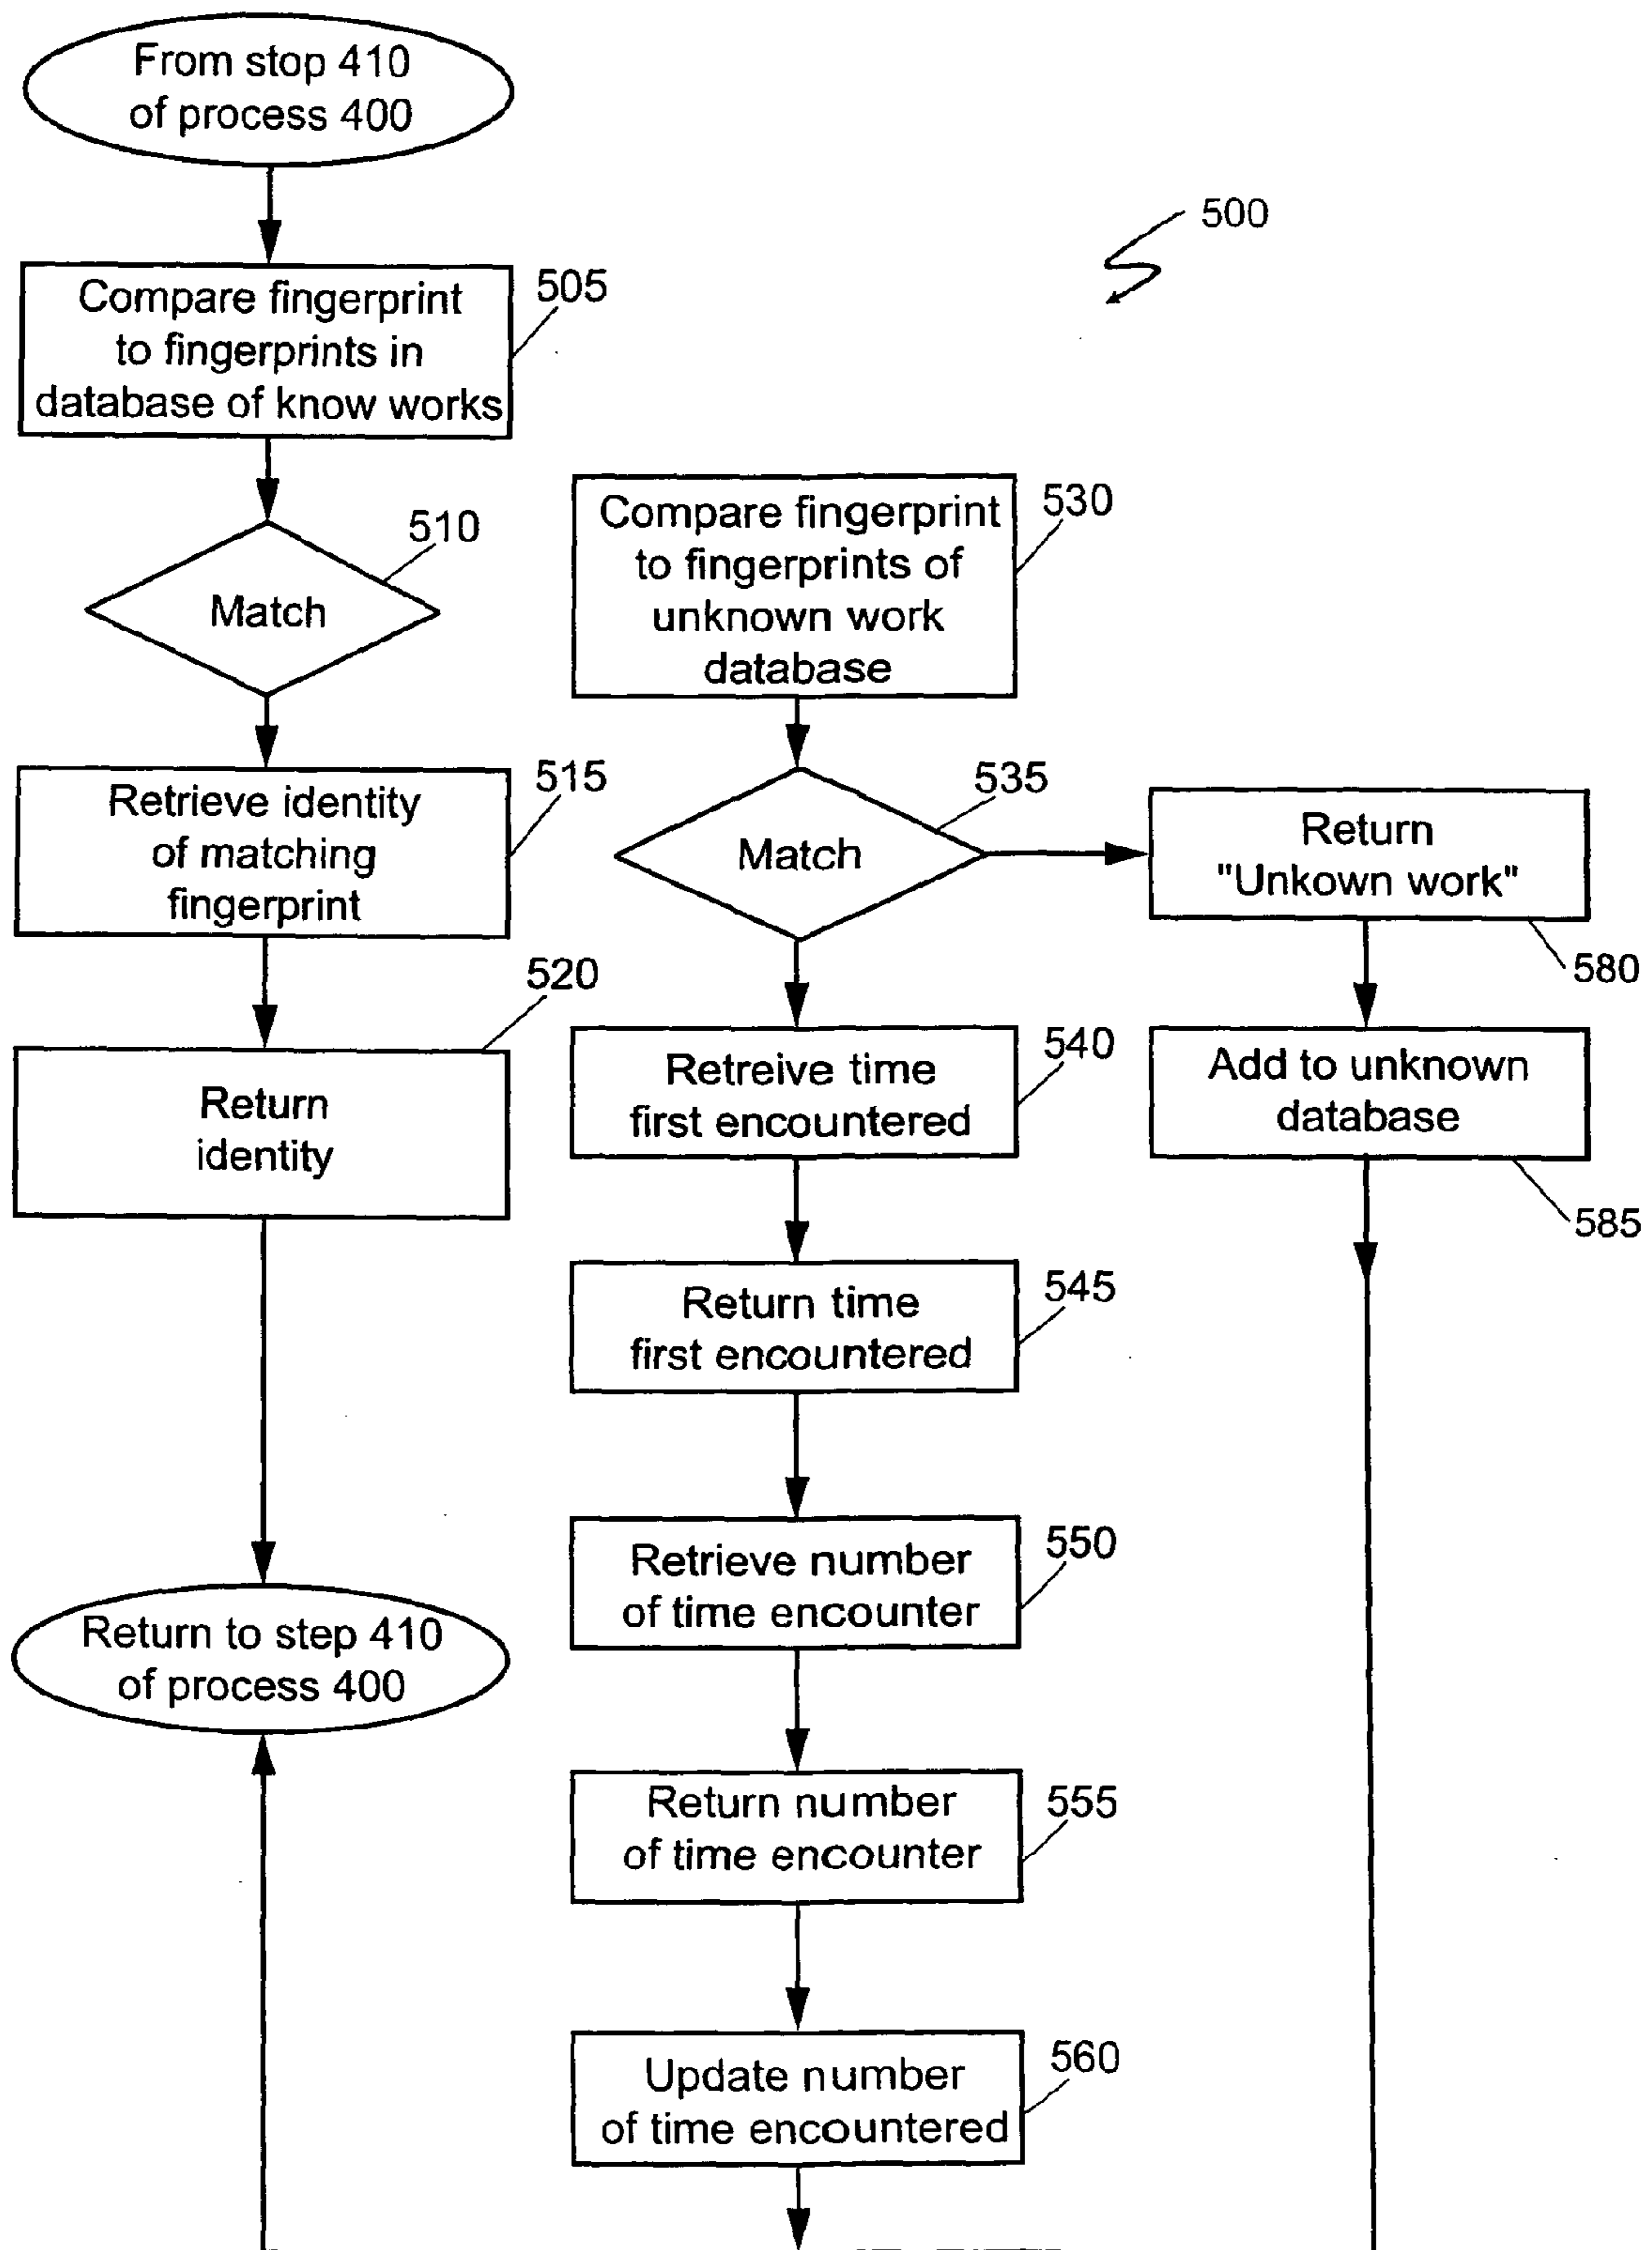 From stop 410
of process 400
500
Compare fingerprint
to fingerprints in
database of know works
505
510
Match
Retrieve identity
of matching
fingerprint
515
520
Return
identity
Return to step 410
of process 400
Compare fingerprint
to fingerprints of
unknown work
database
530
535
Match
Return
"Unkown work"
580
Add to unknown
database
585
Retreive time
first encountered
540
Return time
first encountered
545
Retrieve number
of time encounter
550
Return number
of time encounter
555
Update number
of time encountered
560